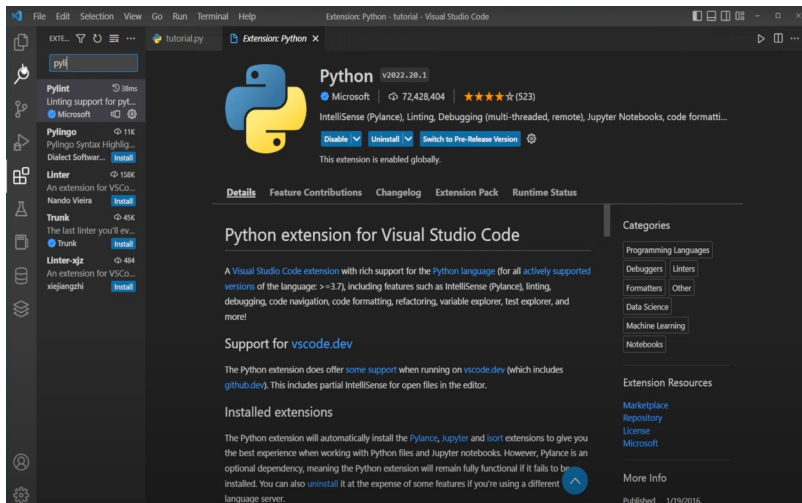 File Edit Selection View Go Run Terminal Help
Extension: Python - tutorial - Visual Studio Code
EXTE...
pyli
Pylint 38ms
Linting support for pyt...
Microsoft
Pylingo 11K
Pylingo Syntax Highlig...
Dialect Softwar... Install
Linter 158K
An extension for VSCo...
Nando Vieira Install
Trunk 45K
The last linter you'll ev...
Trunk Install
Linter-xjz 484
An extension for VSCo...
xiejiangzhi Install
tutorial.py
Extension: Python
Python v2022.20.1
Microsoft 72,428,404 (523)
IntelliSense (Pylance), Linting, Debugging (multi-threaded, remote), Jupyter Notebooks, code formatti...
Disable Uninstall Switch to Pre-Release Version
This extension is enabled globally.
Details Feature Contributions Changelog Extension Pack Runtime Status
Python extension for Visual Studio Code
A Visual Studio Code extension with rich support for the Python language (for all actively supported
versions of the language: >=3.7), including features such as IntelliSense (Pylance), linting,
debugging, code navigation, code formatting, refactoring, variable explorer, test explorer, and
more!
Support for vscode.dev
The Python extension does offer some support when running on vscode.dev (which includes
github.dev). This includes partial IntelliSense for open files in the editor.
Installed extensions
The Python extension will automatically install the Pylance, Jupyter and isort extensions to give you
the best experience when working with Python files and Jupyter notebooks. However, Pylance is an
optional dependency, meaning the Python extension will remain fully functional if it fails to be
installed. You can also uninstall it at the expense of some features if you're using a different
language server.
Categories
Programming Languages
Debuggers Linters
Formatters Other
Data Science
Machine Learning
Notebooks
Extension Resources
Marketplace
Repository
License
Microsoft
More Info
Published 1/19/2016